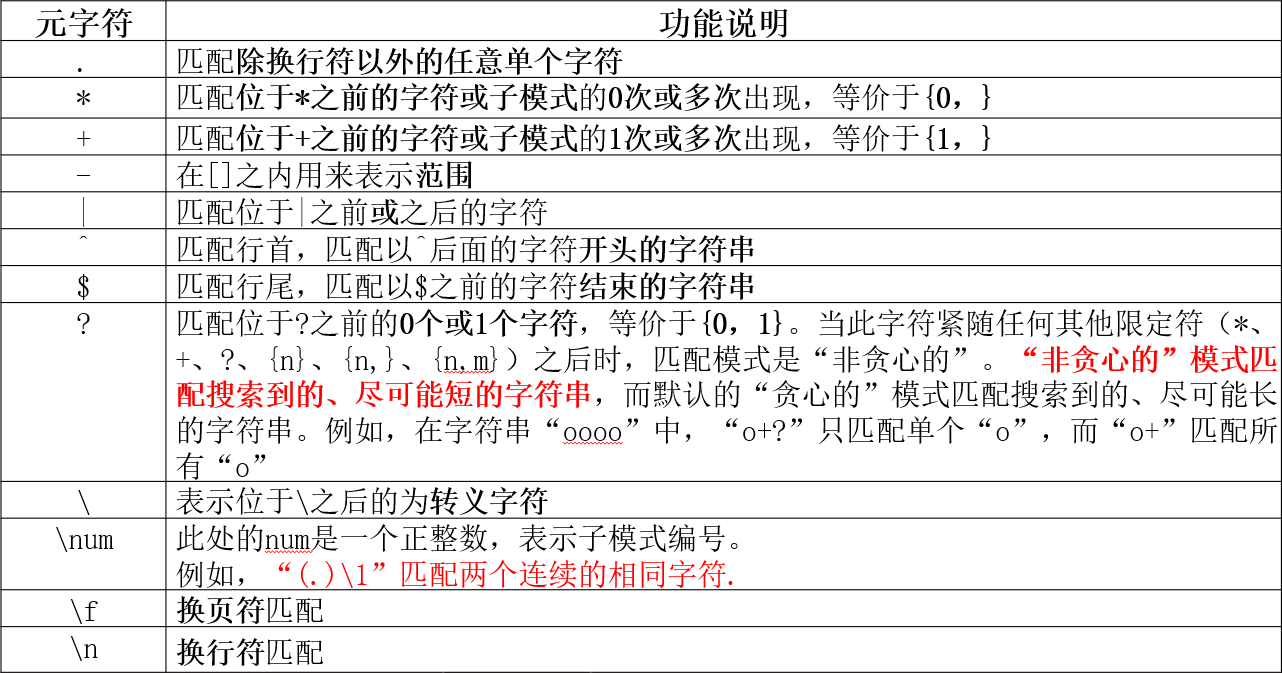 元字符 功能说明
. 匹配除换行符以外的任意单个字符
* 匹配位于*之前的字符或子模式的0次或多次出现，等价于{0，}
+ 匹配位于+之前的字符或子模式的1次或多次出现，等价于{1，}
- 在[]之内用来表示范围
| 匹配位于|之前或之后的字符
^ 匹配行首，匹配以^后面的字符开头的字符串
$ 匹配行尾，匹配以$之前的字符结束的字符串
? 匹配位于?之前的0个或1个字符，等价于{0，1}。当此字符紧随任何其他限定符（*、
+、?、{n}、{n,}、{n,m}）之后时，匹配模式是“非贪心的”。“非贪心的”模式匹
配搜索到的、尽可能短的字符串，而默认的“贪心的”模式匹配搜索到的、尽可能长
的字符串。例如，在字符串“oooo”中，“o+?”只匹配单个“o”，而“o+”匹配所
有“o”
\ 表示位于\之后的为转义字符
\num 此处的num是一个正整数，表示子模式编号。
例如，“(.)\1”匹配两个连续的相同字符.
\f 换页符匹配
\n 换行符匹配